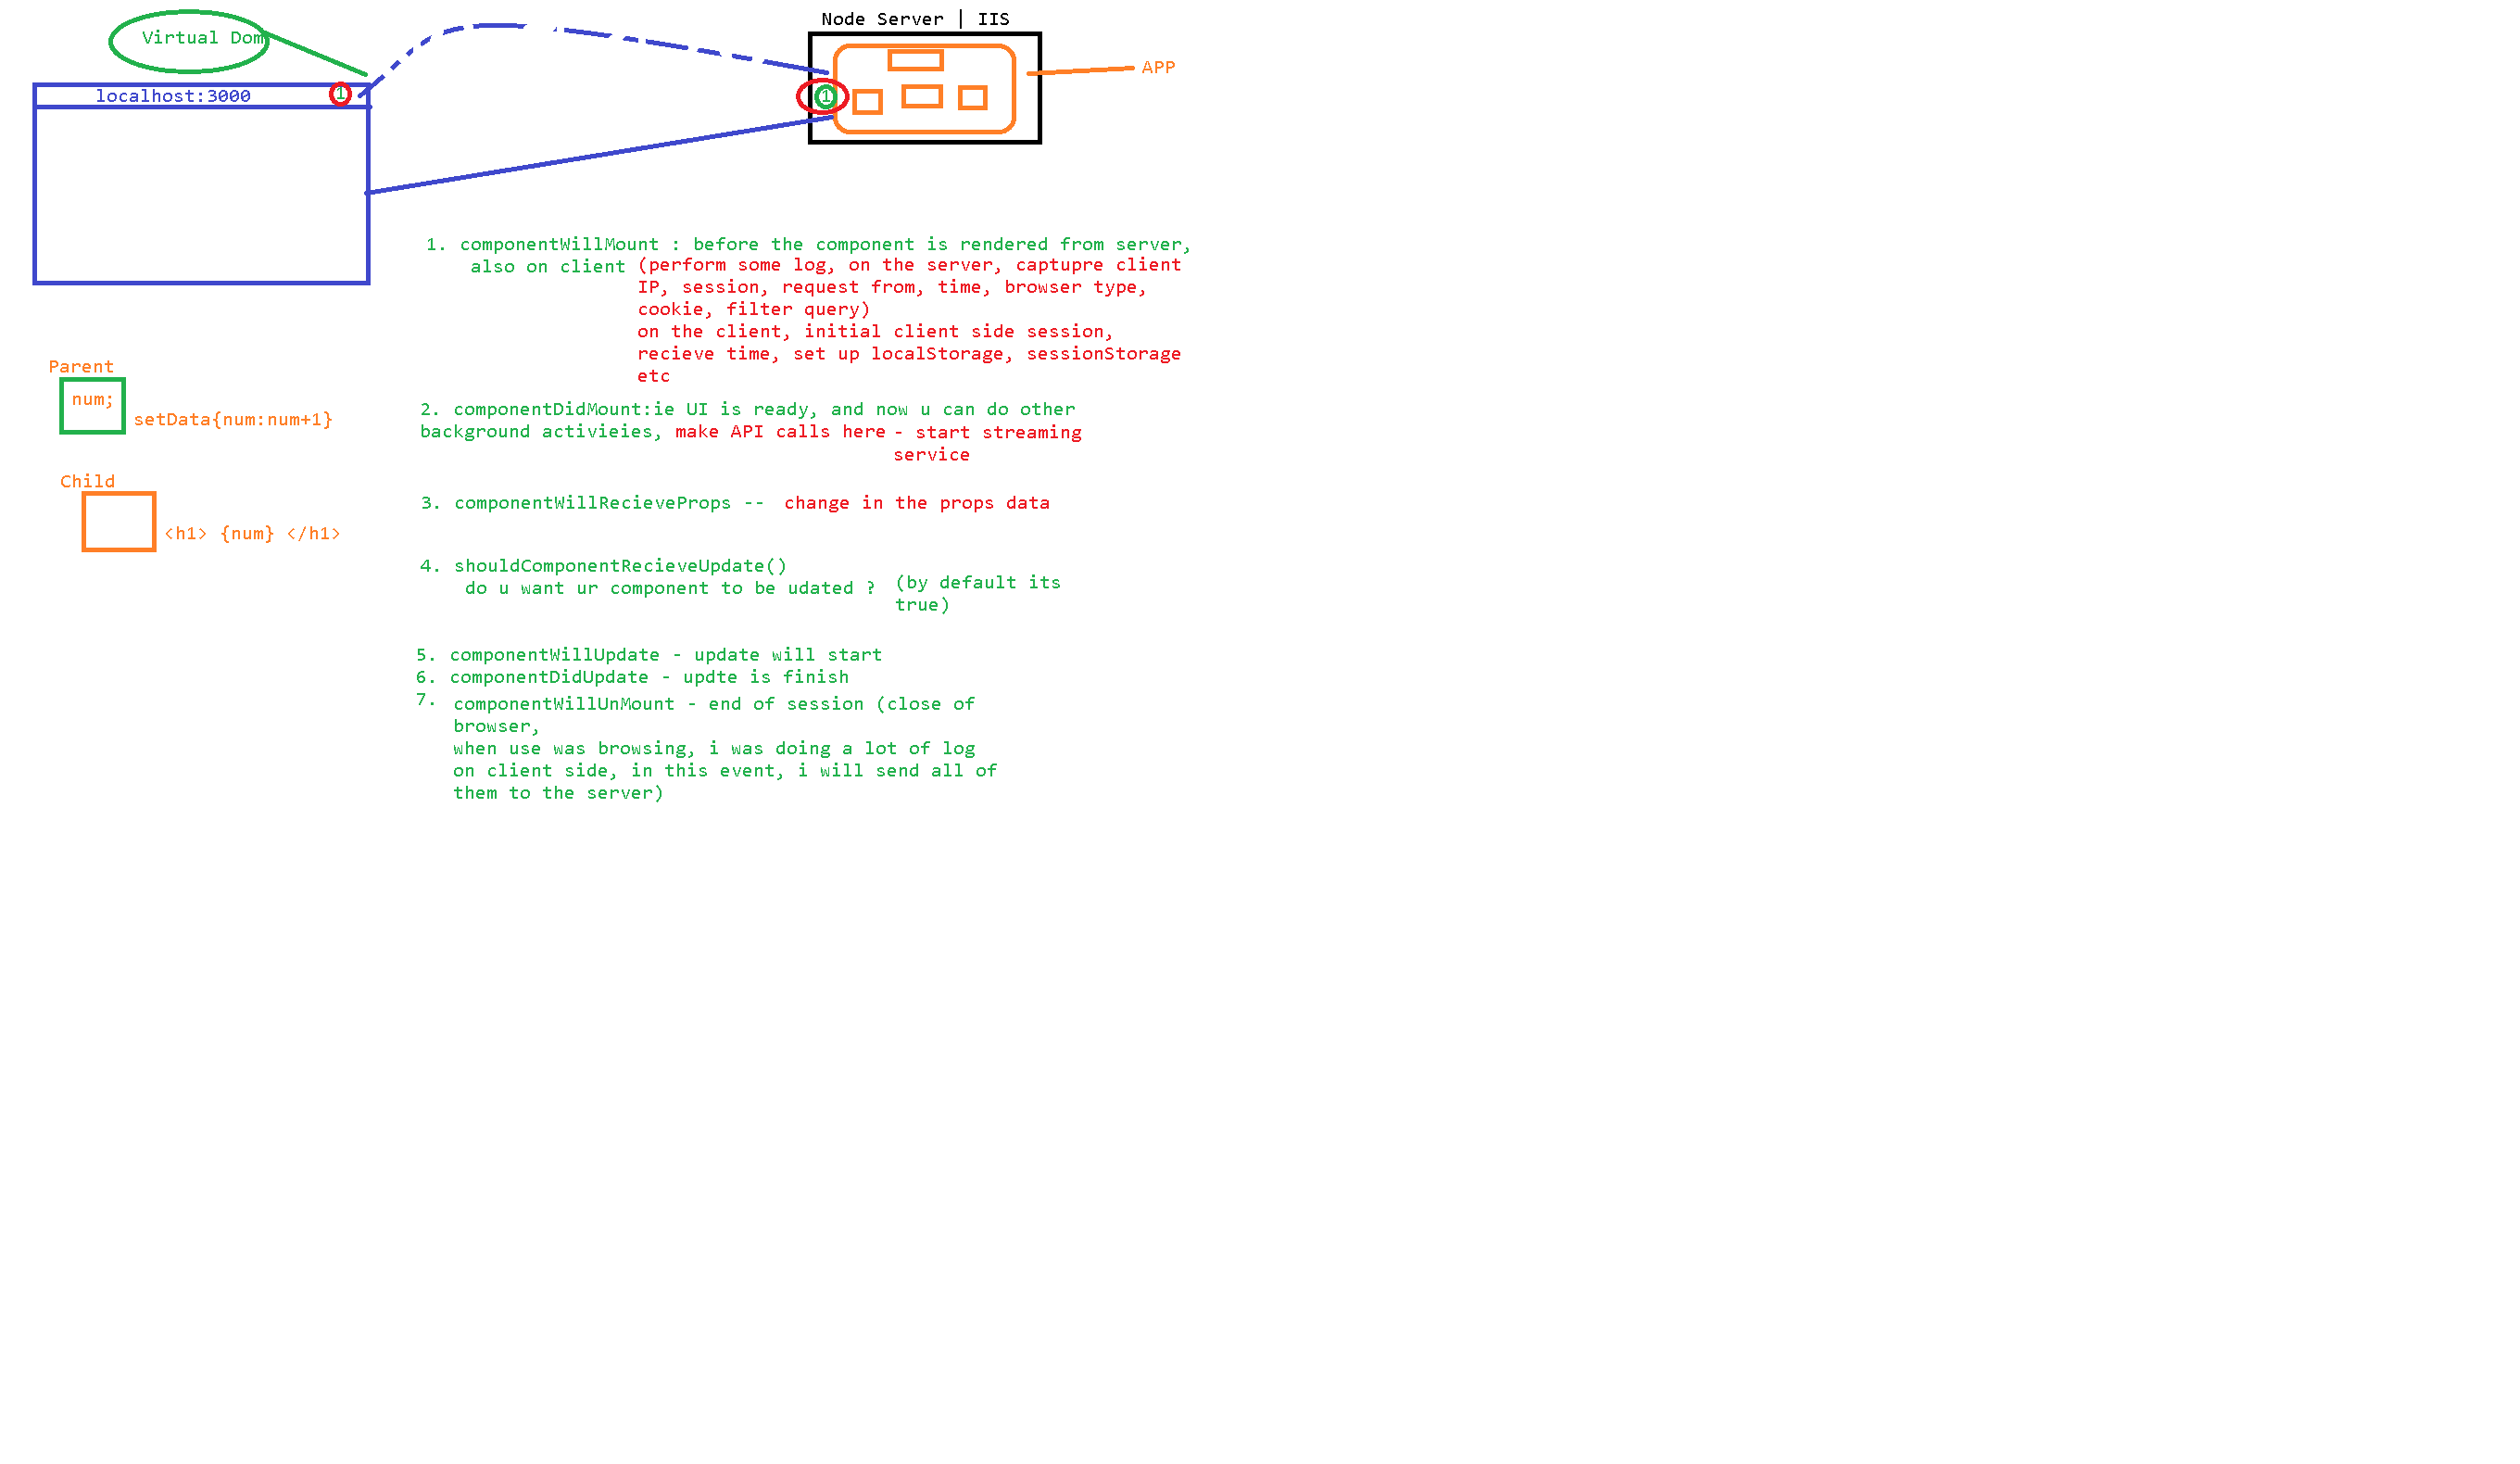 Node Server | IIS
Virtual Dom
APP
localhost:3000
1
1
1. componentWillMount : before the component is rendered from server,
also on client (perform some log, on the server, captupre client
IP, session, request from, time, browser type,
cookie, filter query)
on the client, initial client side session,
recieve time, set up localStorage, sessionStorage
etc
Parent
num;
setData{num:num+1}
2. componentDidMount:ie UI is ready, and now u can do other
background activieies, make API calls here - start streaming
service
Child
<h1> {num} </h1>
3. componentWillRecieveProps -- change in the props data
4. shouldComponentRecieveUpdate()
do u want ur component to be udated ? (by default its
true)
5. componentWillUpdate - update will start
6. componentDidUpdate - updte is finish
7. componentWillUnMount - end of session (close of
browser,
when use was browsing, i was doing a lot of log
on client side, in this event, i will send all of
them to the server)